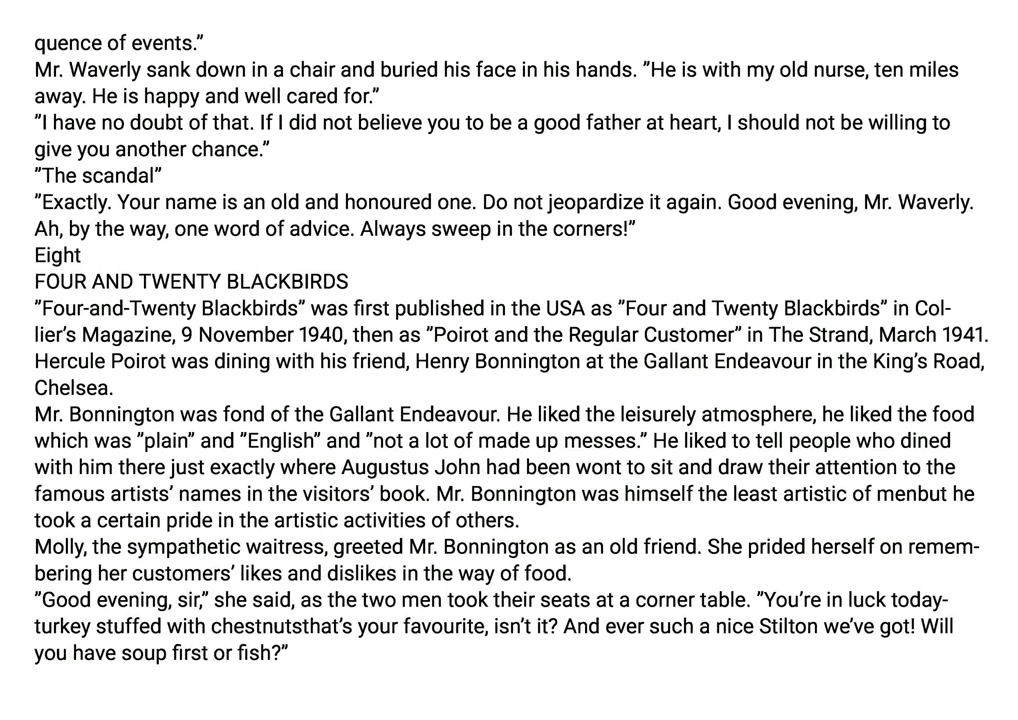 quence of events.”
Mr. Waverly sank down in a chair and buried his face in his hands. ”He is with my old nurse, ten miles
away. He is happy and well cared for.”
”I have no doubt of that. If I did not believe you to be a good father at heart, I should not be willing to
give you another chance.”
”The scandal”
”Exactly. Your name is an old and honoured one. Do not jeopardize it again. Good evening, Mr. Waverly.
Ah, by the way, one word of advice. Always sweep in the corners!”
Eight
FOUR AND TWENTY BLACKBIRDS
”Four-and-Twenty Blackbirds” was first published in the USA as ”Four and Twenty Blackbirds” in Col-
lier’s Magazine, 9 November 1940, then as ”Poirot and the Regular Customer” in The Strand, March 1941.
Hercule Poirot was dining with his friend, Henry Bonnington at the Gallant Endeavour in the King’s Road,
Chelsea.
Mr. Bonnington was fond of the Gallant Endeavour. He liked the leisurely atmosphere, he liked the food
which was ”plain” and ”English” and ”not a lot of made up messes.” He liked to tell people who dined
with him there just exactly where Augustus John had been wont to sit and draw their attention to the
famous artists’ names in the visitors’ book. Mr. Bonnington was himself the least artistic of menbut he
took a certain pride in the artistic activities of others.
Molly, the sympathetic waitress, greeted Mr. Bonnington as an old friend. She prided herself on remem-
bering her customers’ likes and dislikes in the way of food.
”Good evening, sir,” she said, as the two men took their seats at a corner table. ”You’re in luck today-
turkey stuffed with chestnutsthat’s your favourite, isn’t it? And ever such a nice Stilton we’ve got! Will
you have soup first or fish?”